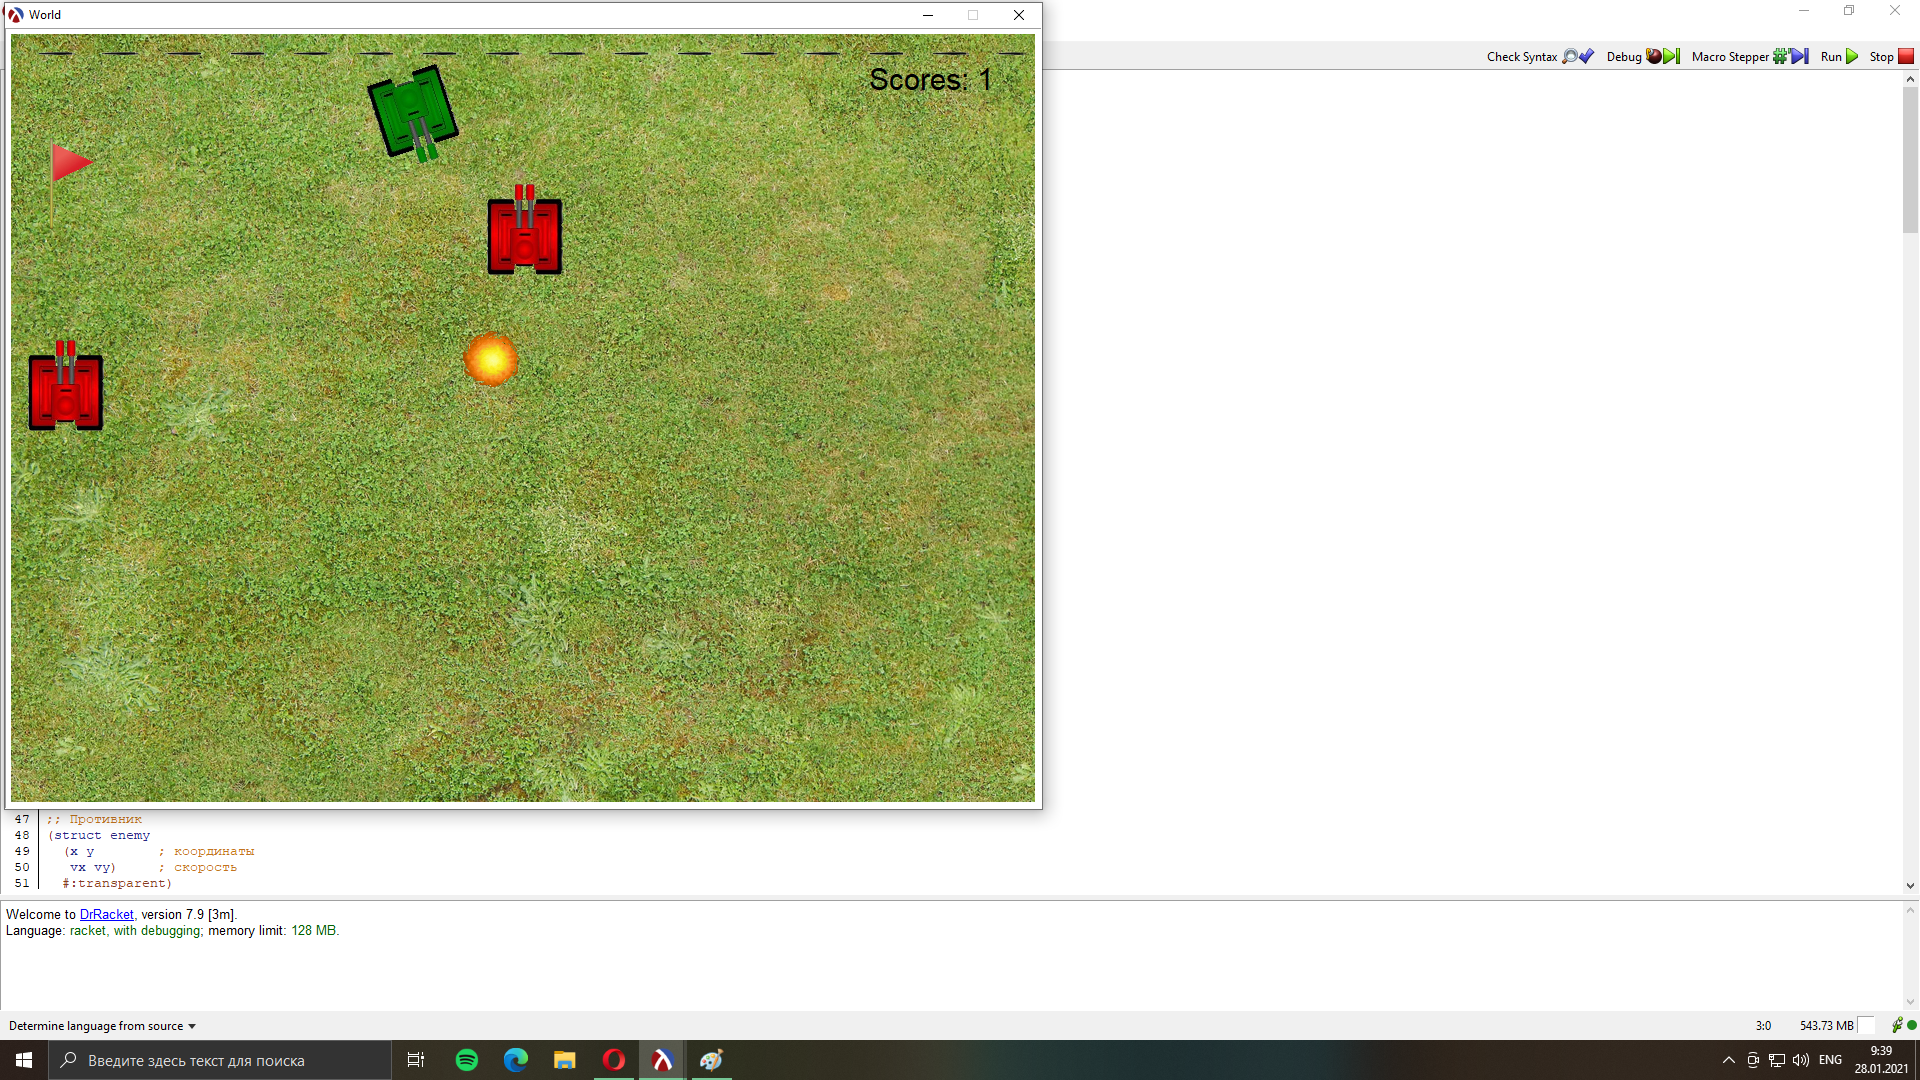 World
Check Syntax
Debug
Macro Stepper
Run
Stop
Scores: 1
47 ;; Противник
48 (struct enemy
49 (x y ; координаты
50 vx vy) ; скорость
51 #:transparent)
Welcome to DrRacket, version 7.9 [3m].
Language: racket, with debugging; memory limit: 128 MB.
Determine language from source
3:0
543.73 MB
Введите здесь текст для поиска
ENG
9:39
28.01.2021